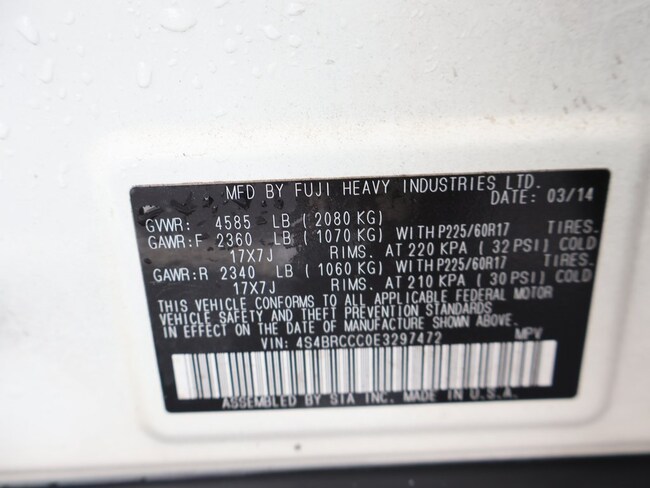 MFD BY FUJI HEAVY INDUSTRIES LTD.
DATE: 03/14
GVWR: 4585 LB ( 2080 KG)
GAWR:F 2360 LB ( 1070 KG) WITH P225/60R17 TIRES.
17X7J RIMS. AT 220 KPA ( 32 PSI) COLD
GAWR:R 2340 LB ( 1060 KG) WITH P225/60R17 TIRES.
17X7J RIMS. AT 210 KPA ( 30 PSI) COLD
THIS VEHICLE CONFORMS TO ALL APPLICABLE FEDERAL MOTOR
VEHICLE SAFETY AND THEFT PREVENTION STANDARDS
IN EFFECT ON THE DATE OF MANUFACTURE SHOWN ABOVE.
VIN: 4S4BRCCC0E3297472 MPV
ASSEMBLED BY SIA INC. MADE IN U.S.A.